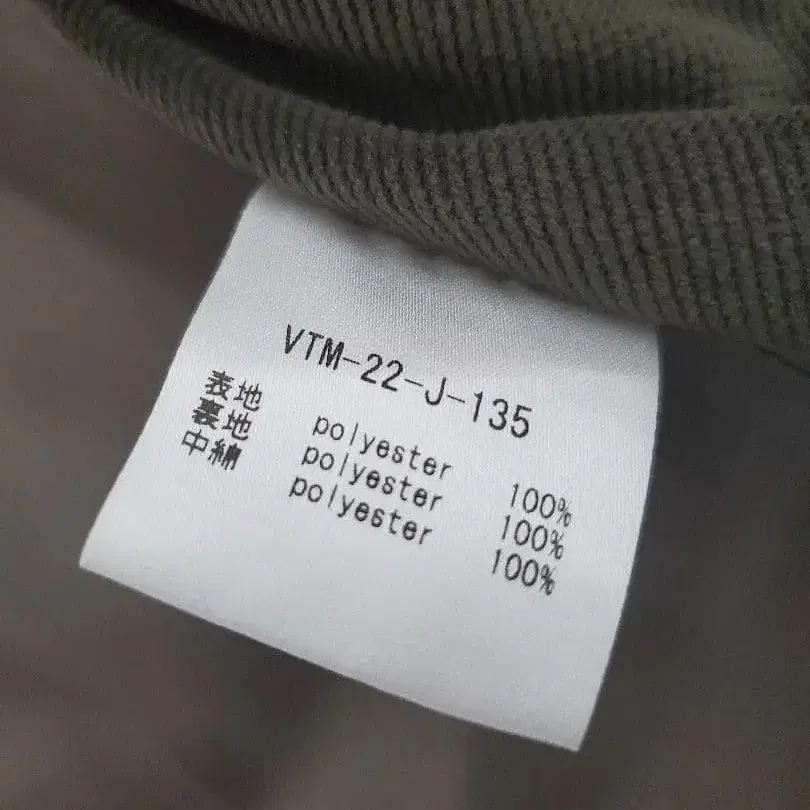 VTM-22-J-135
表地 polyester 100%
裏地 polyester 100%
中綿 polyester 100%